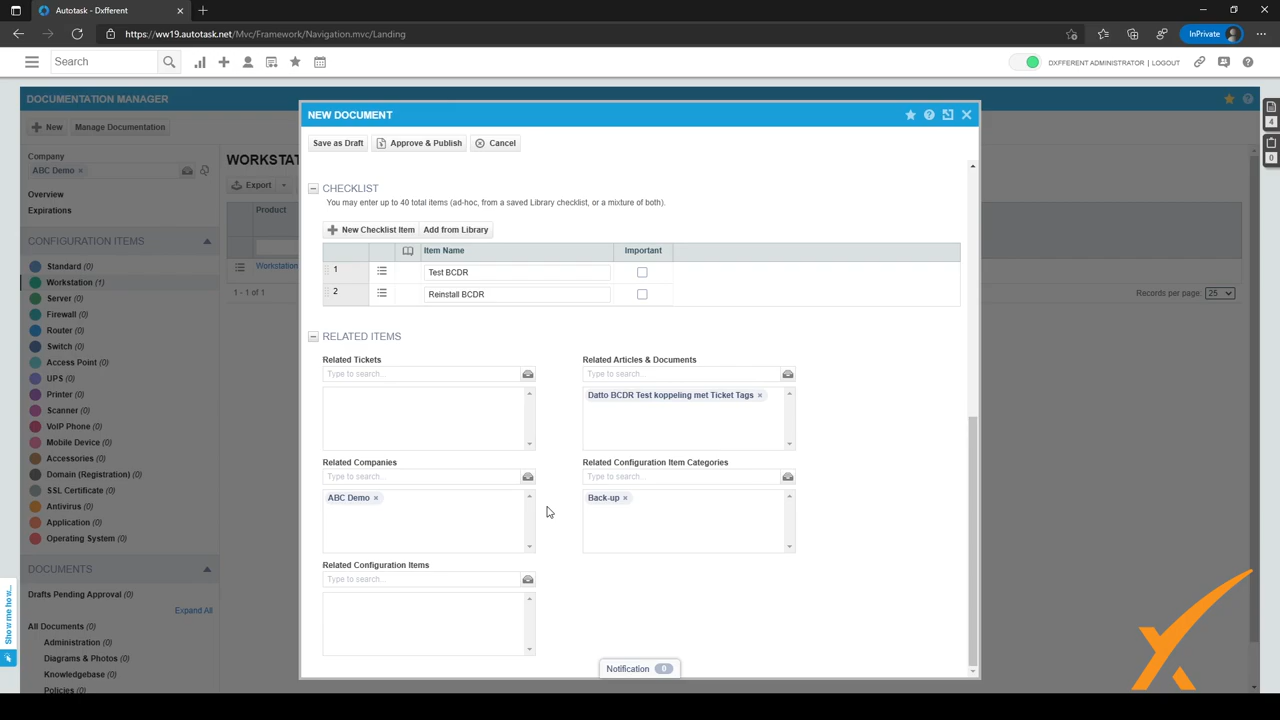 Autotask - Dxfferent
https://ww19.autotask.net/Mvc/Framework/Navigation.mvc/Landing
InPrivate
Search
DXFFERENT ADMINISTRATOR | LOGOUT
DOCUMENTATION MANAGER
New
Manage Documentation
Company
ABC Demo ×
Overview
Expirations
CONFIGURATION ITEMS
Standard (0)
Workstation (1)
Server (0)
Firewall (0)
Router (0)
Switch (0)
Access Point (0)
UPS (0)
Printer (0)
Scanner (0)
VoIP Phone (0)
Mobile Device (0)
Accessories (0)
Domain (Registration) (0)
SSL Certificate (0)
Antivirus (0)
Application (0)
Operating System (0)
DOCUMENTS
Drafts Pending Approval (0)
Expand All
All Documents (0)
Administration (0)
Diagrams & Photos (0)
Knowledgebase (0)
Policies (0)
Show me how...
WORKSTAT
Export
Product
Workstation
1 - 1 of 1
Records per page: 25
4
0
NEW DOCUMENT
Save as Draft
Approve & Publish
Cancel
CHECKLIST
You may enter up to 40 total items (ad-hoc, from a saved Library checklist, or a mixture of both).
New Checklist Item
Add from Library
Item Name
Important
1
Test BCDR
2
Reinstall BCDR
RELATED ITEMS
Related Tickets
Type to search...
Related Articles & Documents
Type to search...
Datto BCDR Test koppeling met Ticket Tags ×
Related Companies
Type to search...
ABC Demo ×
Related Configuration Item Categories
Type to search...
Back-up ×
Related Configuration Items
Type to search...
Notification 0